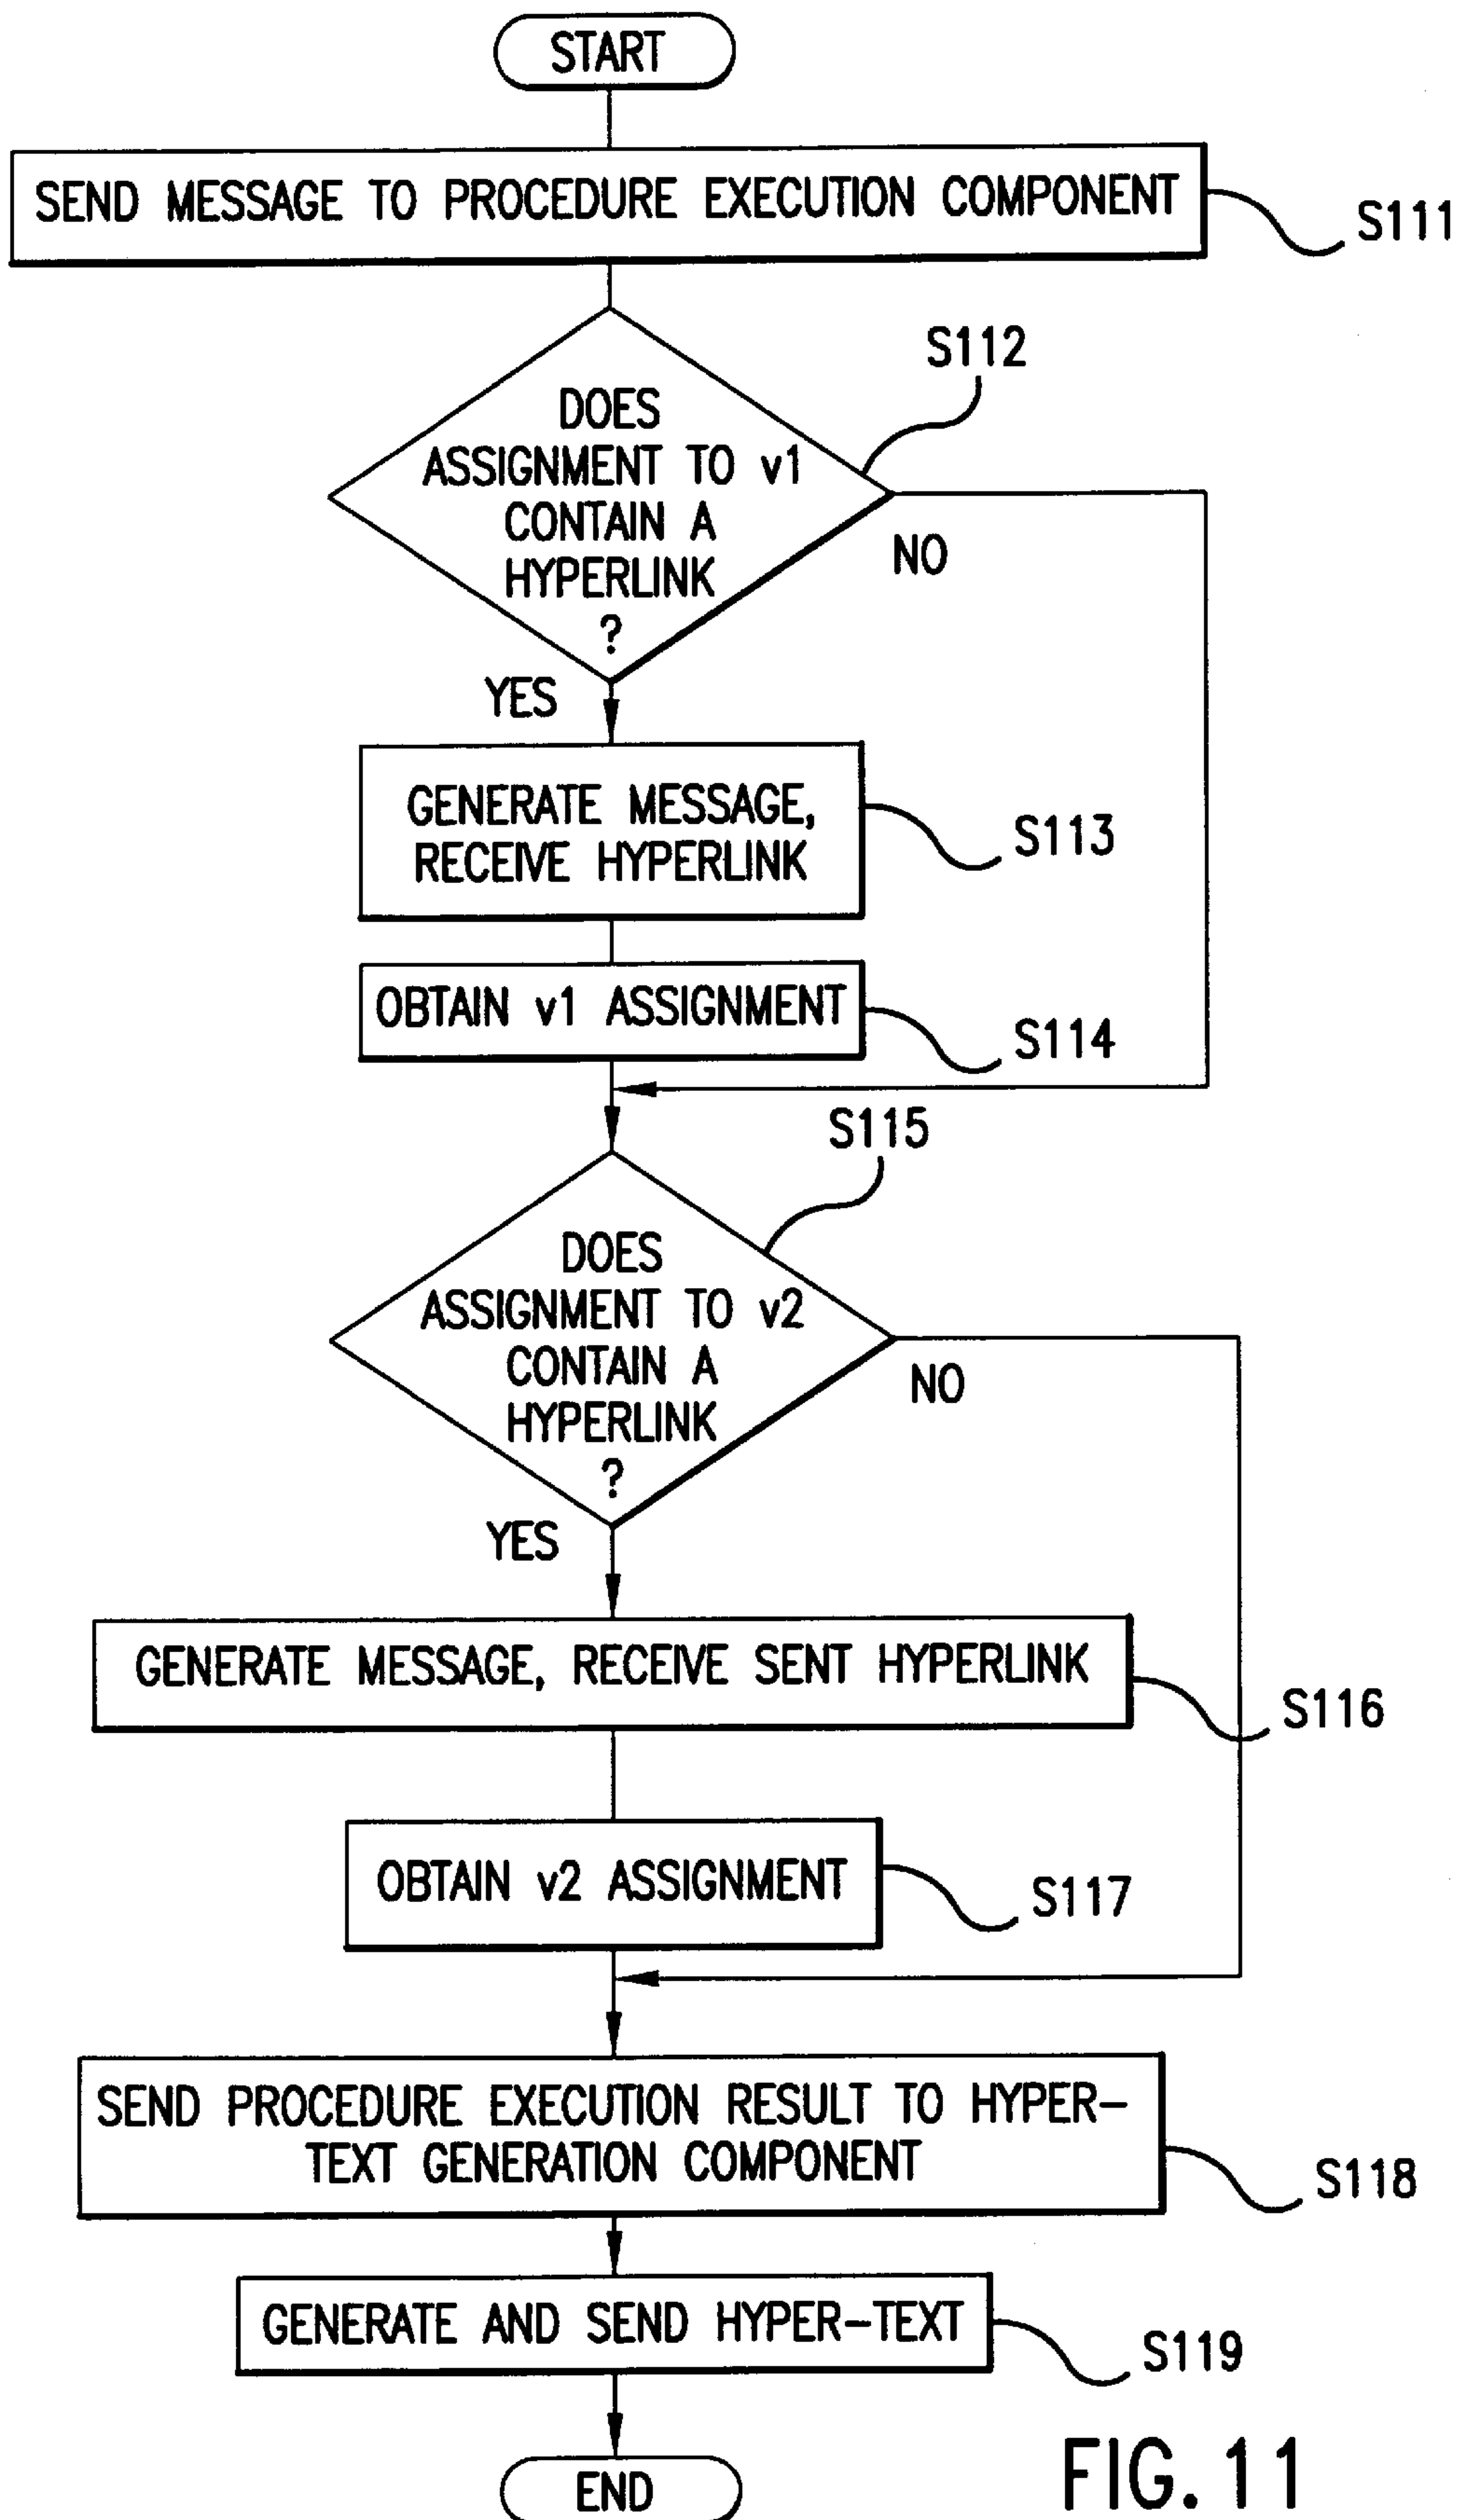 START
SEND MESSAGE TO PROCEDURE EXECUTION COMPONENT
S111
S112
DOES
ASSIGNMENT TO v1
CONTAIN A
HYPERLINK
?
NO
YES
GENERATE MESSAGE,
RECEIVE HYPERLINK
S113
OBTAIN v1 ASSIGNMENT
S114
S115
DOES
ASSIGNMENT TO v2
CONTAIN A
HYPERLINK
?
NO
YES
GENERATE MESSAGE, RECEIVE SENT HYPERLINK
S116
OBTAIN v2 ASSIGNMENT
S117
SEND PROCEDURE EXECUTION RESULT TO HYPER-
TEXT GENERATION COMPONENT
S118
GENERATE AND SEND HYPER-TEXT
S119
END
FIG. 11